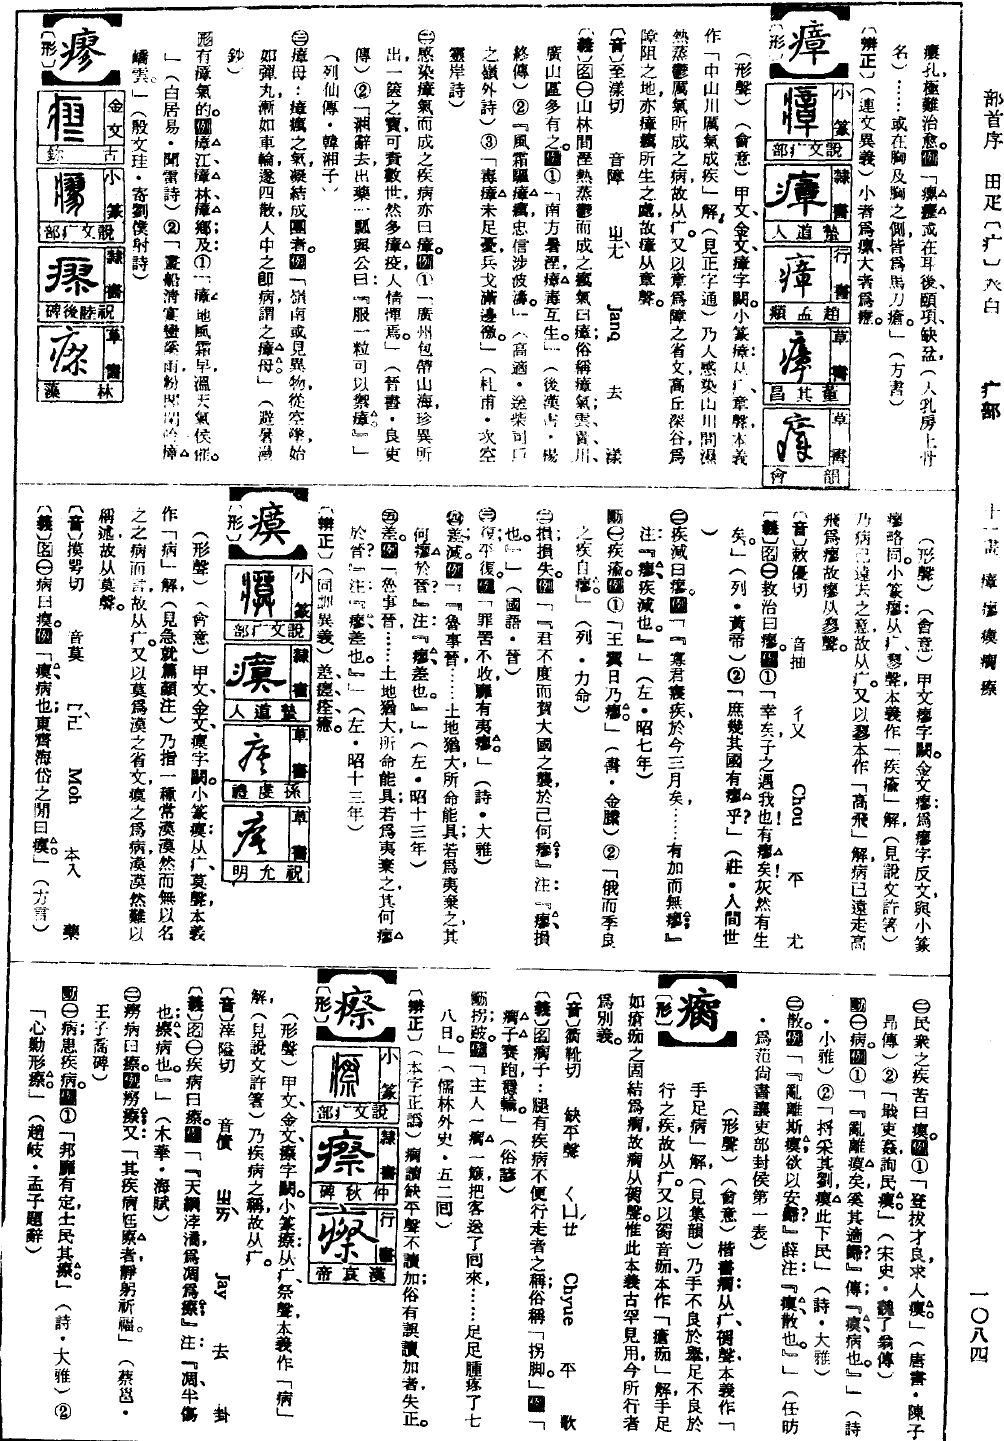 部首序　田疋〔疒〕癶白　疒部　十一畫　瘴瘳瘼瘸瘵　一〇八四
瘻孔極難治愈。例「瘰癧或在耳後頤項缺盆（人乳房上骨
名）……或在胸及胸之側皆爲馬刀瘡。」（方書）
〔辨正〕（連文異義）小者爲瘰，大者爲癧。
瘴
〔形〕
小篆　說文疒部
隸書　墊道人
行書　趙孟頫
草書　董其昌
草書　韻會
（形聲）（會意）甲文、金文瘴字闕。小篆瘴：从疒、章聲，本義
作「中山川厲氣成疾」解（見正字通）乃人感染山川間濕
熱蒸鬱厲氣所成之病，故从疒。又以章爲障之省文，高丘深谷爲
障阻之地，亦瘴癘所生之處，故瘴从章聲。
〔音〕至漾切　音障　ㄓㄤ　Janq　去　漾
〔義〕名㊀山林間溼熱蒸鬱而成之癘氣曰瘴，俗稱瘴氣，雲貴川、
廣山區多有之。例①「南方暑溼，瘴毒互生。」（後漢書・楊
終傳）②「風霜驅瘴癘，忠信涉波濤。」（高適・送柴司戶
之嶺外詩）③「毒瘴未足憂，兵戈滿邊徼。」（杜甫・次空
靈岸詩）
㊁感染瘴氣而成之疾病亦曰瘴。例①「廣州包帶山海，珍異所
出，一篋之寶，可資數世，然多瘴疫，人情憚焉。」（晉書・良吏
傳）②「湘辭去，出藥一瓢與公曰：『服一粒可以禦瘴』」
（列仙傳・韓湘子）
㊂瘴母：瘴癘之氣凝結成團者。例「嶺南或見異物從空墜，始
如彈丸，漸如車輪，遂四散，人中之即病，謂之瘴母。」（避暑漫
鈔）
形有瘴氣的。例瘴江、瘴林、瘴鄉及：①「瘴地風霜早，溫天氣候催。
」（白居易・聞雷詩）②「畫船清宴蠻溪雨，粉閣閒吟瘴
嶠雲。」（殷文珪・寄劉僕射詩）
瘳
〔形〕
金文　古鉨
小篆　說文疒部
隸書　祝睦後碑
草書　林藻
（形聲）（會意）甲文瘳字闕。金文瘳：爲瘳字反文，與小篆
瘳略同。小篆瘳：从疒、翏聲，本義作「疾瘉」解（見說文許箸）
乃病已遠去之意，故从疒。又以翏本作「高飛」解，病已遠走高
飛爲瘳，故瘳从翏聲。
〔音〕敕優切　音抽　ㄔㄡ　Chou　平　尤
〔義〕名㊀救治曰瘳。例①「幸矣子之遇我也！有瘳矣！灰然有生
矣。」（列・黃帝）②「庶幾其國有瘳乎？」（莊・人間世
）
㊁疾減曰瘳。例「『寡君寢疾，於今三月矣……有加而無瘳。』
注：『瘳，疾減也。』」（左・昭七年）
動㊀疾瘉。例①「王翼日乃瘳。」（書・金縢）②「俄而季良
之疾自瘳。」（列・力命）
㊁損；損失。例「『君不度而賀大國之襲，於己何瘳？』注：『瘳，損
也。』」（國語・晉）
㊂復平復。例「罪罟不收，靡有夷瘳。」（詩・大雅）
㊃差；減。例「『魯事晉……土地猶大，所命能具；若爲夷棄之，其
何瘳於晉？』注：『瘳，差也。』」（左・昭十三年）
㊄差。例「魯事晉……土地猶大，所命能具；若爲夷棄之，其何瘳
於晉？』注：『瘳，差也。』」（左・昭十三年）
〔辨正〕（同訓異義）差、瘥、痊、瘉。
瘼
〔形〕
小篆　說文疒部
隸書　墊道人
草書　孫虔禮
草書　祝允明
（形聲）（會意）甲文、金文瘼字闕。小篆瘼：从疒、莫聲，本義
作「病」解（見急就篇顏注）乃指一種常漠漠然而無以名
之之病而言，故从疒。又以莫爲漠之省文，瘼之爲病漠漠然難以
稱述，故从莫聲。
〔音〕摸咢切　音莫　ㄇㄛ　Moh　本入　藥
〔義〕名㊀病曰瘼。例「瘼，病也；東齊海岱之間曰瘼。」（方言）
㊁民衆之疾苦曰瘼。例①「登拔才良，求人瘼。」（唐書・陳子
昂傳）②「戢吏姦，詢民瘼。」（宋史・魏了翁傳）
動㊀病。例①「『亂離瘼矣，奚其適歸？』傳：『瘼，病也。』」（詩
・小雅）②「捋采其劉，瘼此下民」（詩・大雅）
㊁散。例「『亂離斯瘼，欲以安歸？』薛注：『瘼，散也。』」（任昉
・爲范尙書讓吏部封侯第一表）
瘸
〔形〕
（形聲）（會意）楷書瘸：从疒、𦚢聲，本義作「
手足病」解（見集韻）乃手不良於舉，足不良於
行之疾，故从疒。又以𦚢音痂，本作「瘡痂」解，手足
如瘡痂之固結爲瘸，故瘸从𦚢聲，惟此本義古罕見用，今所行者
爲別義。
〔音〕衢靴切　缺平聲　ㄑㄩㄝ　Chyue　平　歌
〔義〕名瘸子：腿有疾病不便行走者之稱，俗稱「拐脚」例「
瘸子賽跑穩輸。」（俗諺）
動拐；跛。例「主人一瘸一簸，把客送了回來，……足足腫疼了七
八日。」（儒林外史・五二囘）
〔辨正〕（本字正譌）瘸讀缺平聲，不讀加；俗有誤讀加者，失正。
瘵
〔形〕
小篆　說文疒部
隸書　仲秋碑
行書　漢哀帝
（形聲）甲文、金文瘵字闕。小篆瘵：从疒、祭聲，本義作「病」
解（見說文許箸）乃疾病之稱，故从疒。
〔音〕滓隘切　音債　ㄓㄞ　Jay　去　卦
〔義〕名㊀疾病曰瘵。例「『天綱浡潏，爲凋爲瘵。』注：『凋，半傷
也；瘵，病也。』」（木華・海賦）
㊁癆病曰瘵。例癆瘵又：「其疾病尫瘵者，靜躬祈福。」（蔡邕・
王子喬碑）
動㊀病；患疾病。例①「邦靡有定，士民其瘵。」（詩・大雅）②
「心勤形瘵。」（趙岐・孟子題辭）